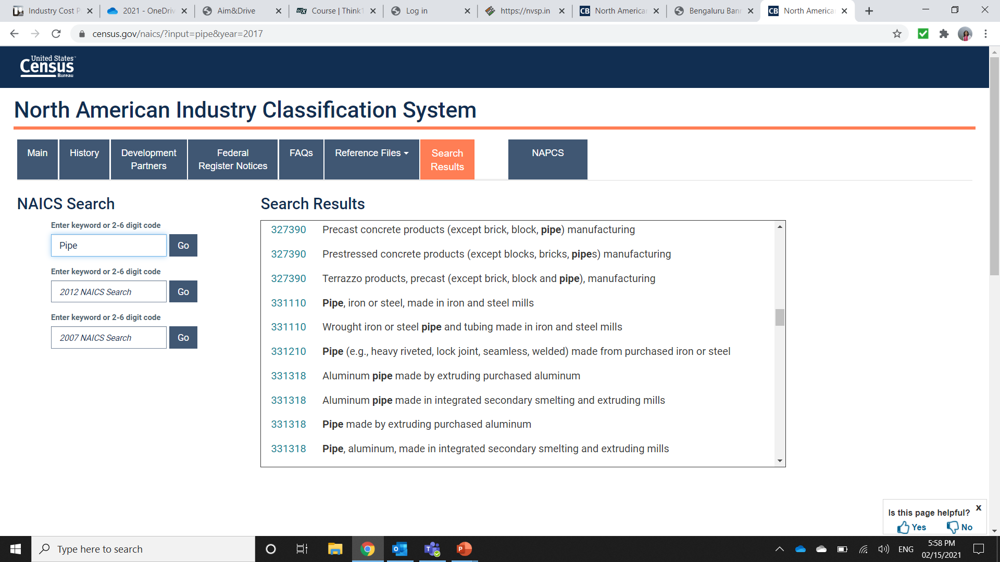 Industry Cost P
2021 - OneDriv
Aim&Drive
edX
Course | Think1
Log in
https://nvsp.in
CB
North American
Bengaluru Bann
CB
North American
census.gov/naics/?input=pipe&year=2017
United States™
Census
Bureau
North American Industry Classification System
Main
History
Development
Partners
Federal
Register Notices
FAQs
Reference Files
Search
Results
NAPCS
NAICS Search
Enter keyword or 2-6 digit code
Pipe
Go
Enter keyword or 2-6 digit code
2012 NAICS Search
Go
Enter keyword or 2-6 digit code
2007 NAICS Search
Go
Search Results
327390 Precast concrete products (except brick, block, pipe) manufacturing
327390 Prestressed concrete products (except blocks, bricks, pipes) manufacturing
327390 Terrazzo products, precast (except brick, block and pipe), manufacturing
331110 Pipe, iron or steel, made in iron and steel mills
331110 Wrought iron or steel pipe and tubing made in iron and steel mills
331210 Pipe (e.g., heavy riveted, lock joint, seamless, welded) made from purchased iron or steel
331318 Aluminum pipe made by extruding purchased aluminum
331318 Aluminum pipe made in integrated secondary smelting and extruding mills
331318 Pipe made by extruding purchased aluminum
331318 Pipe, aluminum, made in integrated secondary smelting and extruding mills
Is this page helpful? x
Yes
No
Type here to search
ENG
5:58 PM
02/15/2021